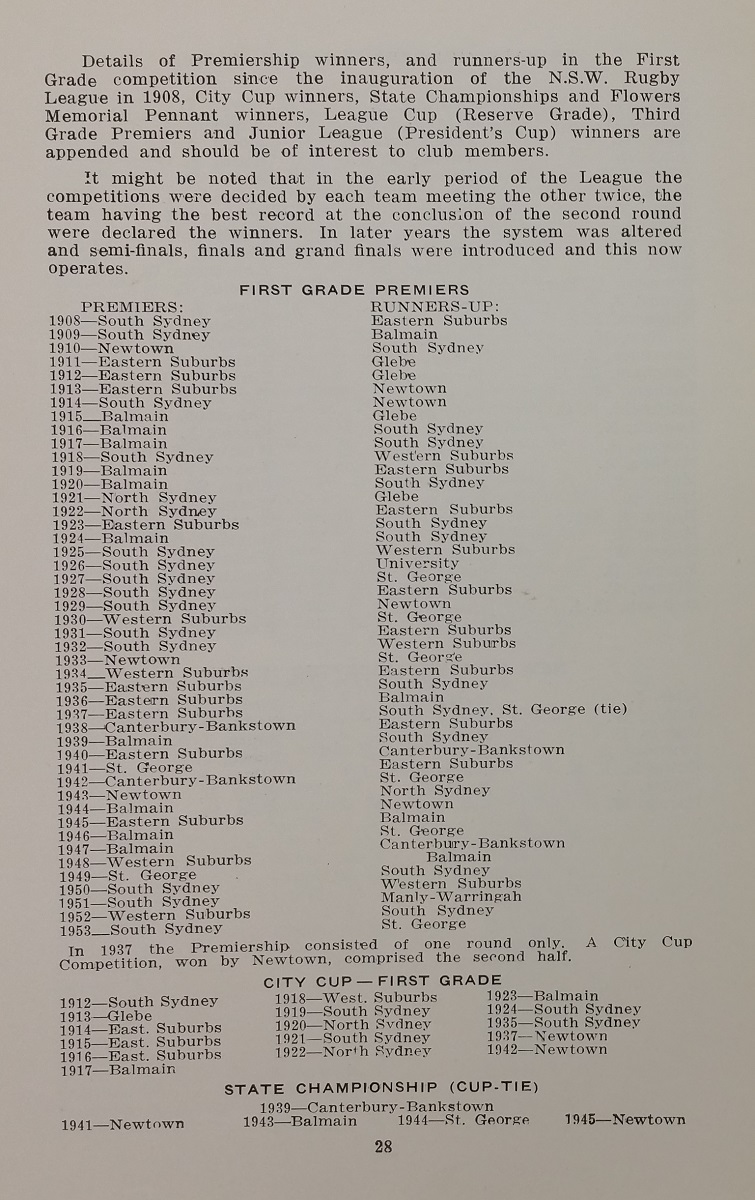 Details of Premiership winners, and runners-up in the First
Grade competition since the inauguration of the N.S.W. Rugby
League in 1908, City Cup winners, State Championships and Flowers
Memorial Pennant winners, League Cup (Reserve Grade), Third
Grade Premiers and Junior League (President's Cup) winners are
appended and should be of interest to club members.
It might be noted that in the early period of the League the
competitions were decided by each team meeting the other twice, the
team having the best record at the conclusion of the second round
were declared the winners. In later years the system was altered
and semi-finals, finals and grand finals were introduced and this now
operates.
FIRST GRADE PREMIERS
PREMIERS: RUNNERS-UP:
1908—South Sydney Eastern Suburbs
1909—South Sydney Balmain
1910—Newtown South Sydney
1911—Eastern Suburbs Glebe
1912—Eastern Suburbs Glebe
1913—Eastern Suburbs Newtown
1914—South Sydney Newtown
1915—Balmain Glebe
1916—Balmain South Sydney
1917—Balmain South Sydney
1918—South Sydney Western Suburbs
1919—Balmain Eastern Suburbs
1920—Balmain South Sydney
1921—North Sydney Glebe
1922—North Sydney Eastern Suburbs
1923—Eastern Suburbs South Sydney
1924—Balmain South Sydney
1925—South Sydney Western Suburbs
1926—South Sydney University
1927—South Sydney St. George
1928—South Sydney Eastern Suburbs
1929—South Sydney Newtown
1930—Western Suburbs St. George
1931—South Sydney Eastern Suburbs
1932—South Sydney Western Suburbs
1933—Newtown St. George
1934—Western Suburbs Eastern Suburbs
1935—Eastern Suburbs South Sydney
1936—Eastern Suburbs Balmain
1937—Eastern Suburbs South Sydney, St. George (tie)
1938—Canterbury-Bankstown Eastern Suburbs
1939—Balmain South Sydney
1940—Eastern Suburbs Canterbury-Bankstown
1941—St. George Eastern Suburbs
1942—Canterbury-Bankstown St. George
1943—Newtown North Sydney
1944—Balmain Newtown
1945—Eastern Suburbs Balmain
1946—Balmain St. George
1947—Balmain Canterbury-Bankstown
1948—Western Suburbs Balmain
1949—St. George South Sydney
1950—South Sydney Western Suburbs
1951—South Sydney Manly-Warringah
1952—Western Suburbs South Sydney
1953—South Sydney St. George
In 1937 the Premiership consisted of one round only. A City Cup
Competition, won by Newtown, comprised the second half.
CITY CUP — FIRST GRADE
1912—South Sydney 1918—West. Suburbs 1923—Balmain
1913—Glebe 1919—South Sydney 1924—South Sydney
1914—East. Suburbs 1920—North Sydney 1935—South Sydney
1915—East. Suburbs 1921—South Sydney 1937—Newtown
1916—East. Suburbs 1922—North Sydney 1942—Newtown
1917—Balmain
STATE CHAMPIONSHIP (CUP-TIE)
1939—Canterbury-Bankstown
1941—Newtown 1943—Balmain 1944—St. George 1945—Newtown
28